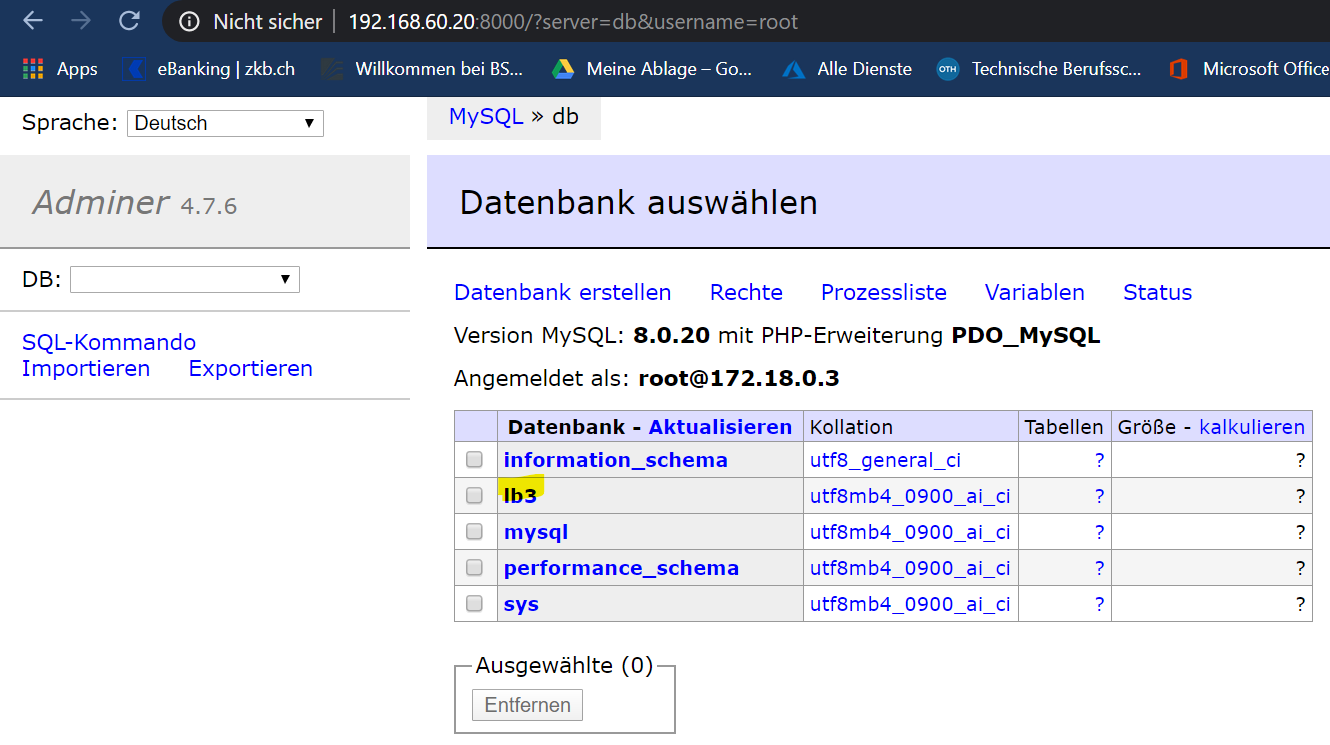 Nicht sicher 192.168.60.20:8000/?server=db&username=root
Apps eBanking | zkb.ch Willkommen bei BS... Meine Ablage – Go... Alle Dienste OTH Technische Berufssc... Microsoft Office
Sprache: Deutsch
MySQL » db
Adminer 4.7.6
Datenbank auswählen
DB:
Datenbank erstellen Rechte Prozessliste Variablen Status
SQL-Kommando
Importieren Exportieren
Version MySQL: 8.0.20 mit PHP-Erweiterung PDO_MySQL
Angemeldet als: root@172.18.0.3
Datenbank - Aktualisieren Kollation Tabellen Größe - kalkulieren
information_schema utf8_general_ci ? ?
lb3 utf8mb4_0900_ai_ci ? ?
mysql utf8mb4_0900_ai_ci ? ?
performance_schema utf8mb4_0900_ai_ci ? ?
sys utf8mb4_0900_ai_ci ? ?
Ausgewählte (0)
Entfernen